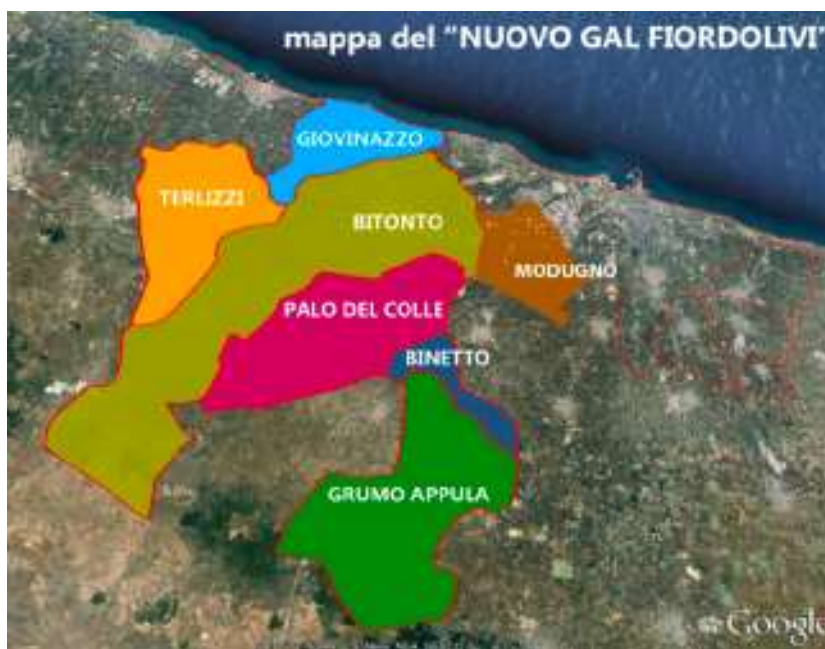 mappa del "NUOVO GAL FIORDOLIVI"
GIOVINAZZO
TERLIZZI
BITONTO
MODUGNO
PALO DEL COLLE
BINETTO
GRUMO APPULA
Google